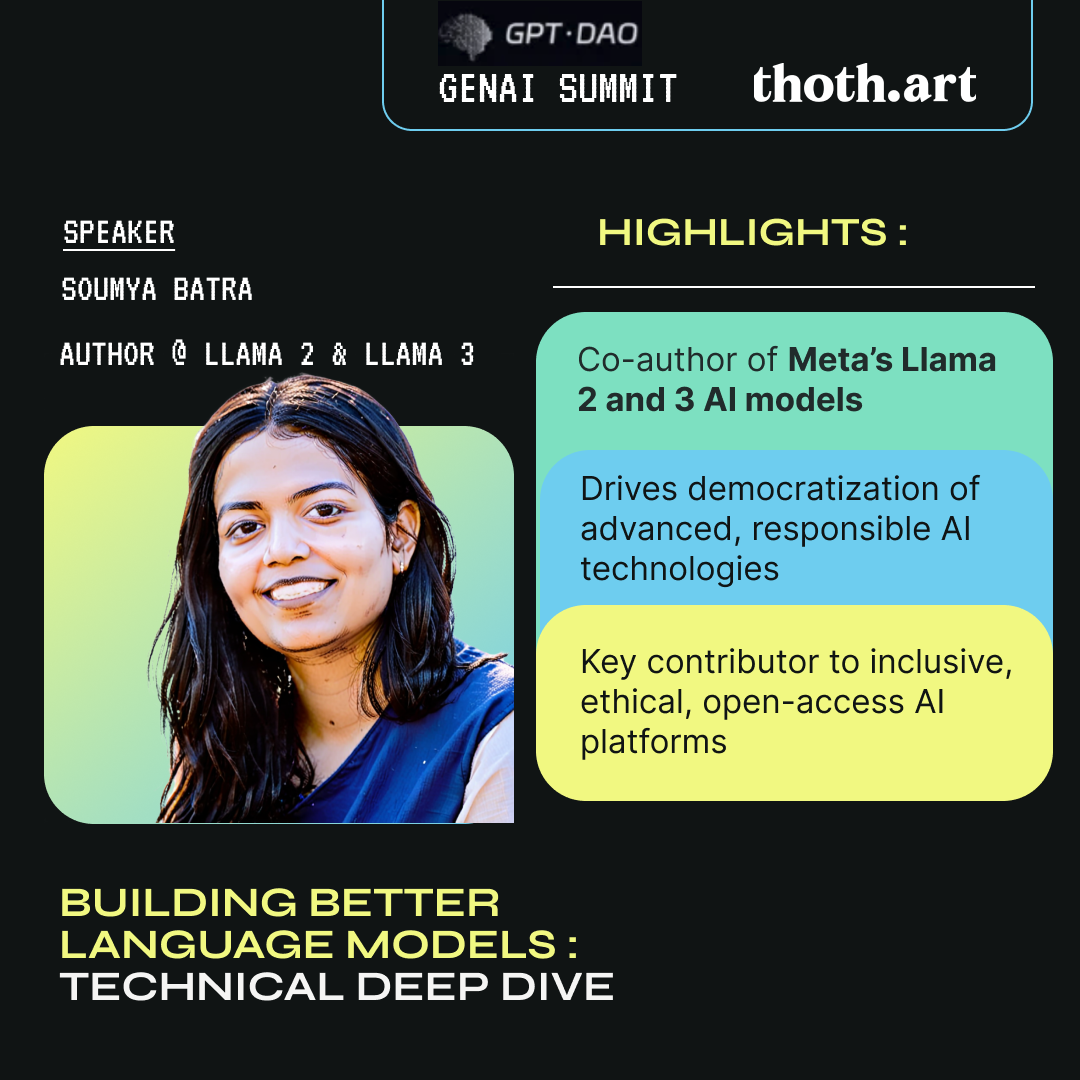 GPT·DAO
GENAI SUMMIT
thoth.art
SPEAKER
SOUMYA BATRA
AUTHOR @ LLAMA 2 & LLAMA 3
HIGHLIGHTS :
Co-author of Meta’s Llama
2 and 3 AI models
Drives democratization of
advanced, responsible AI
technologies
Key contributor to inclusive,
ethical, open-access AI
platforms
BUILDING BETTER
LANGUAGE MODELS :
TECHNICAL DEEP DIVE